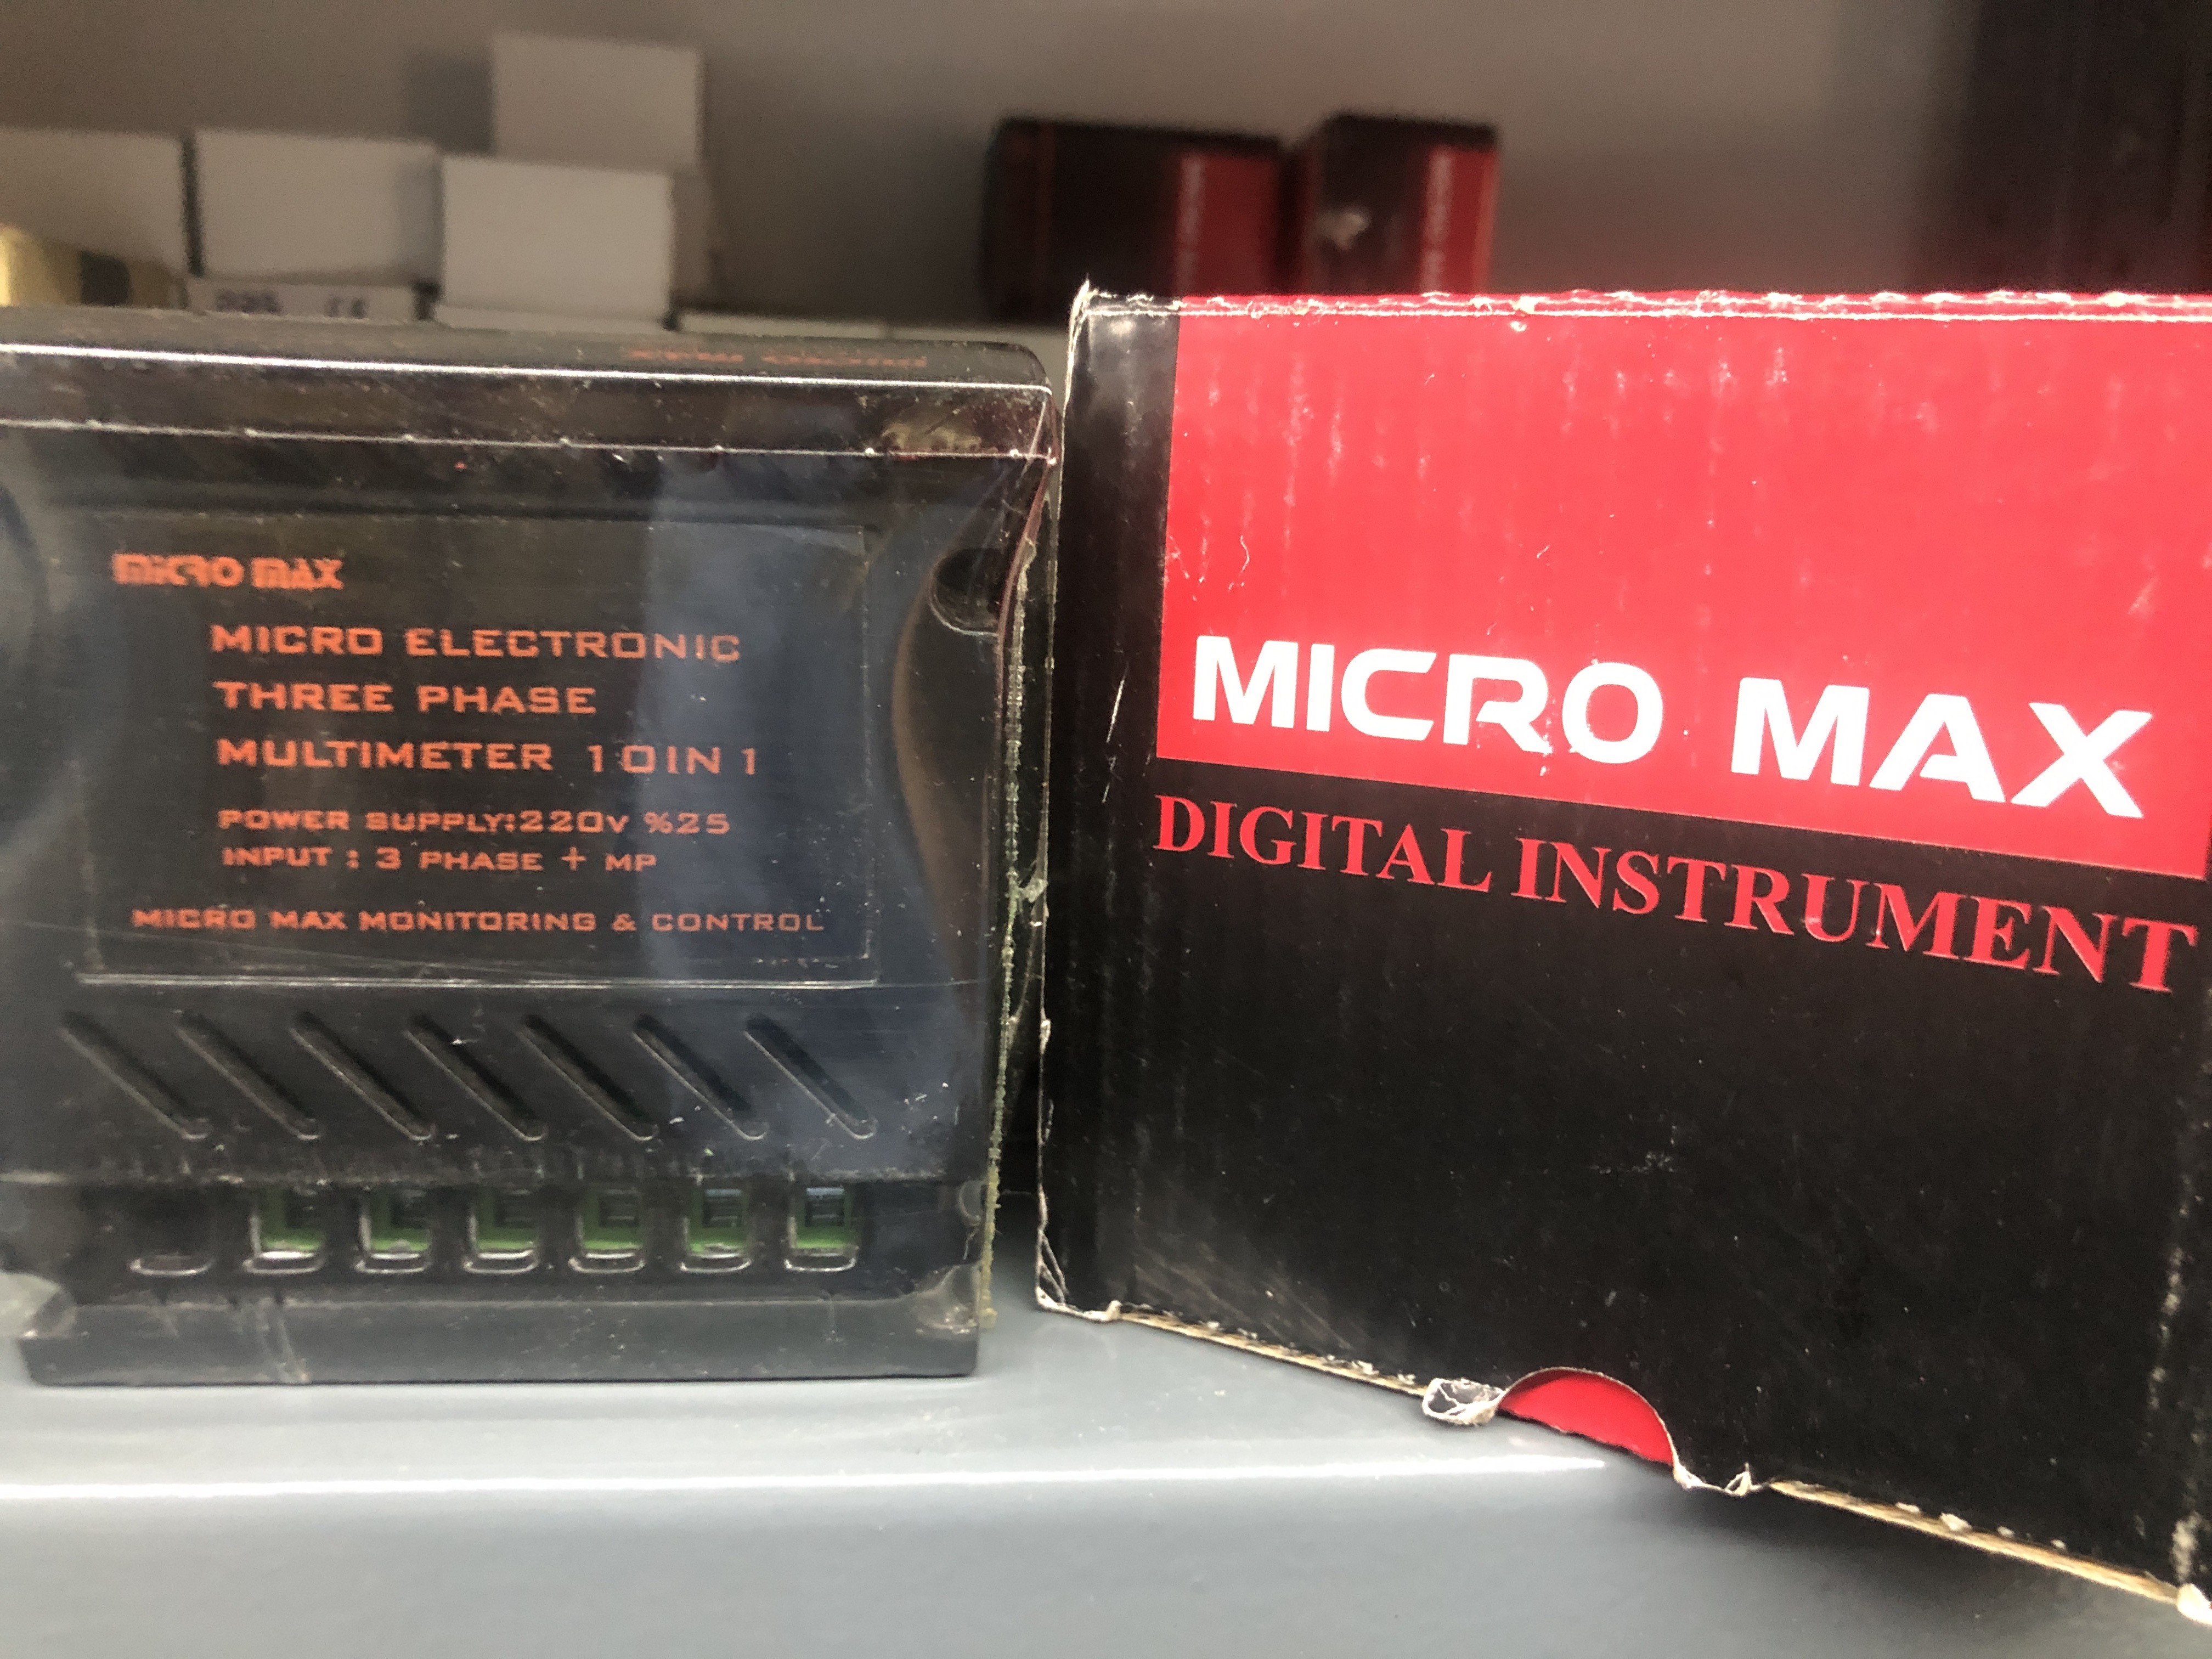 MICRO MAX
MICRO ELECTRONIC
THREE PHASE
MULTIMETER 10IN1
POWER SUPPLY:220V %25
INPUT : 3 PHASE + MP
MICRO MAX MONITORING & CONTROL
MICRO MAX
DIGITAL INSTRUMENT